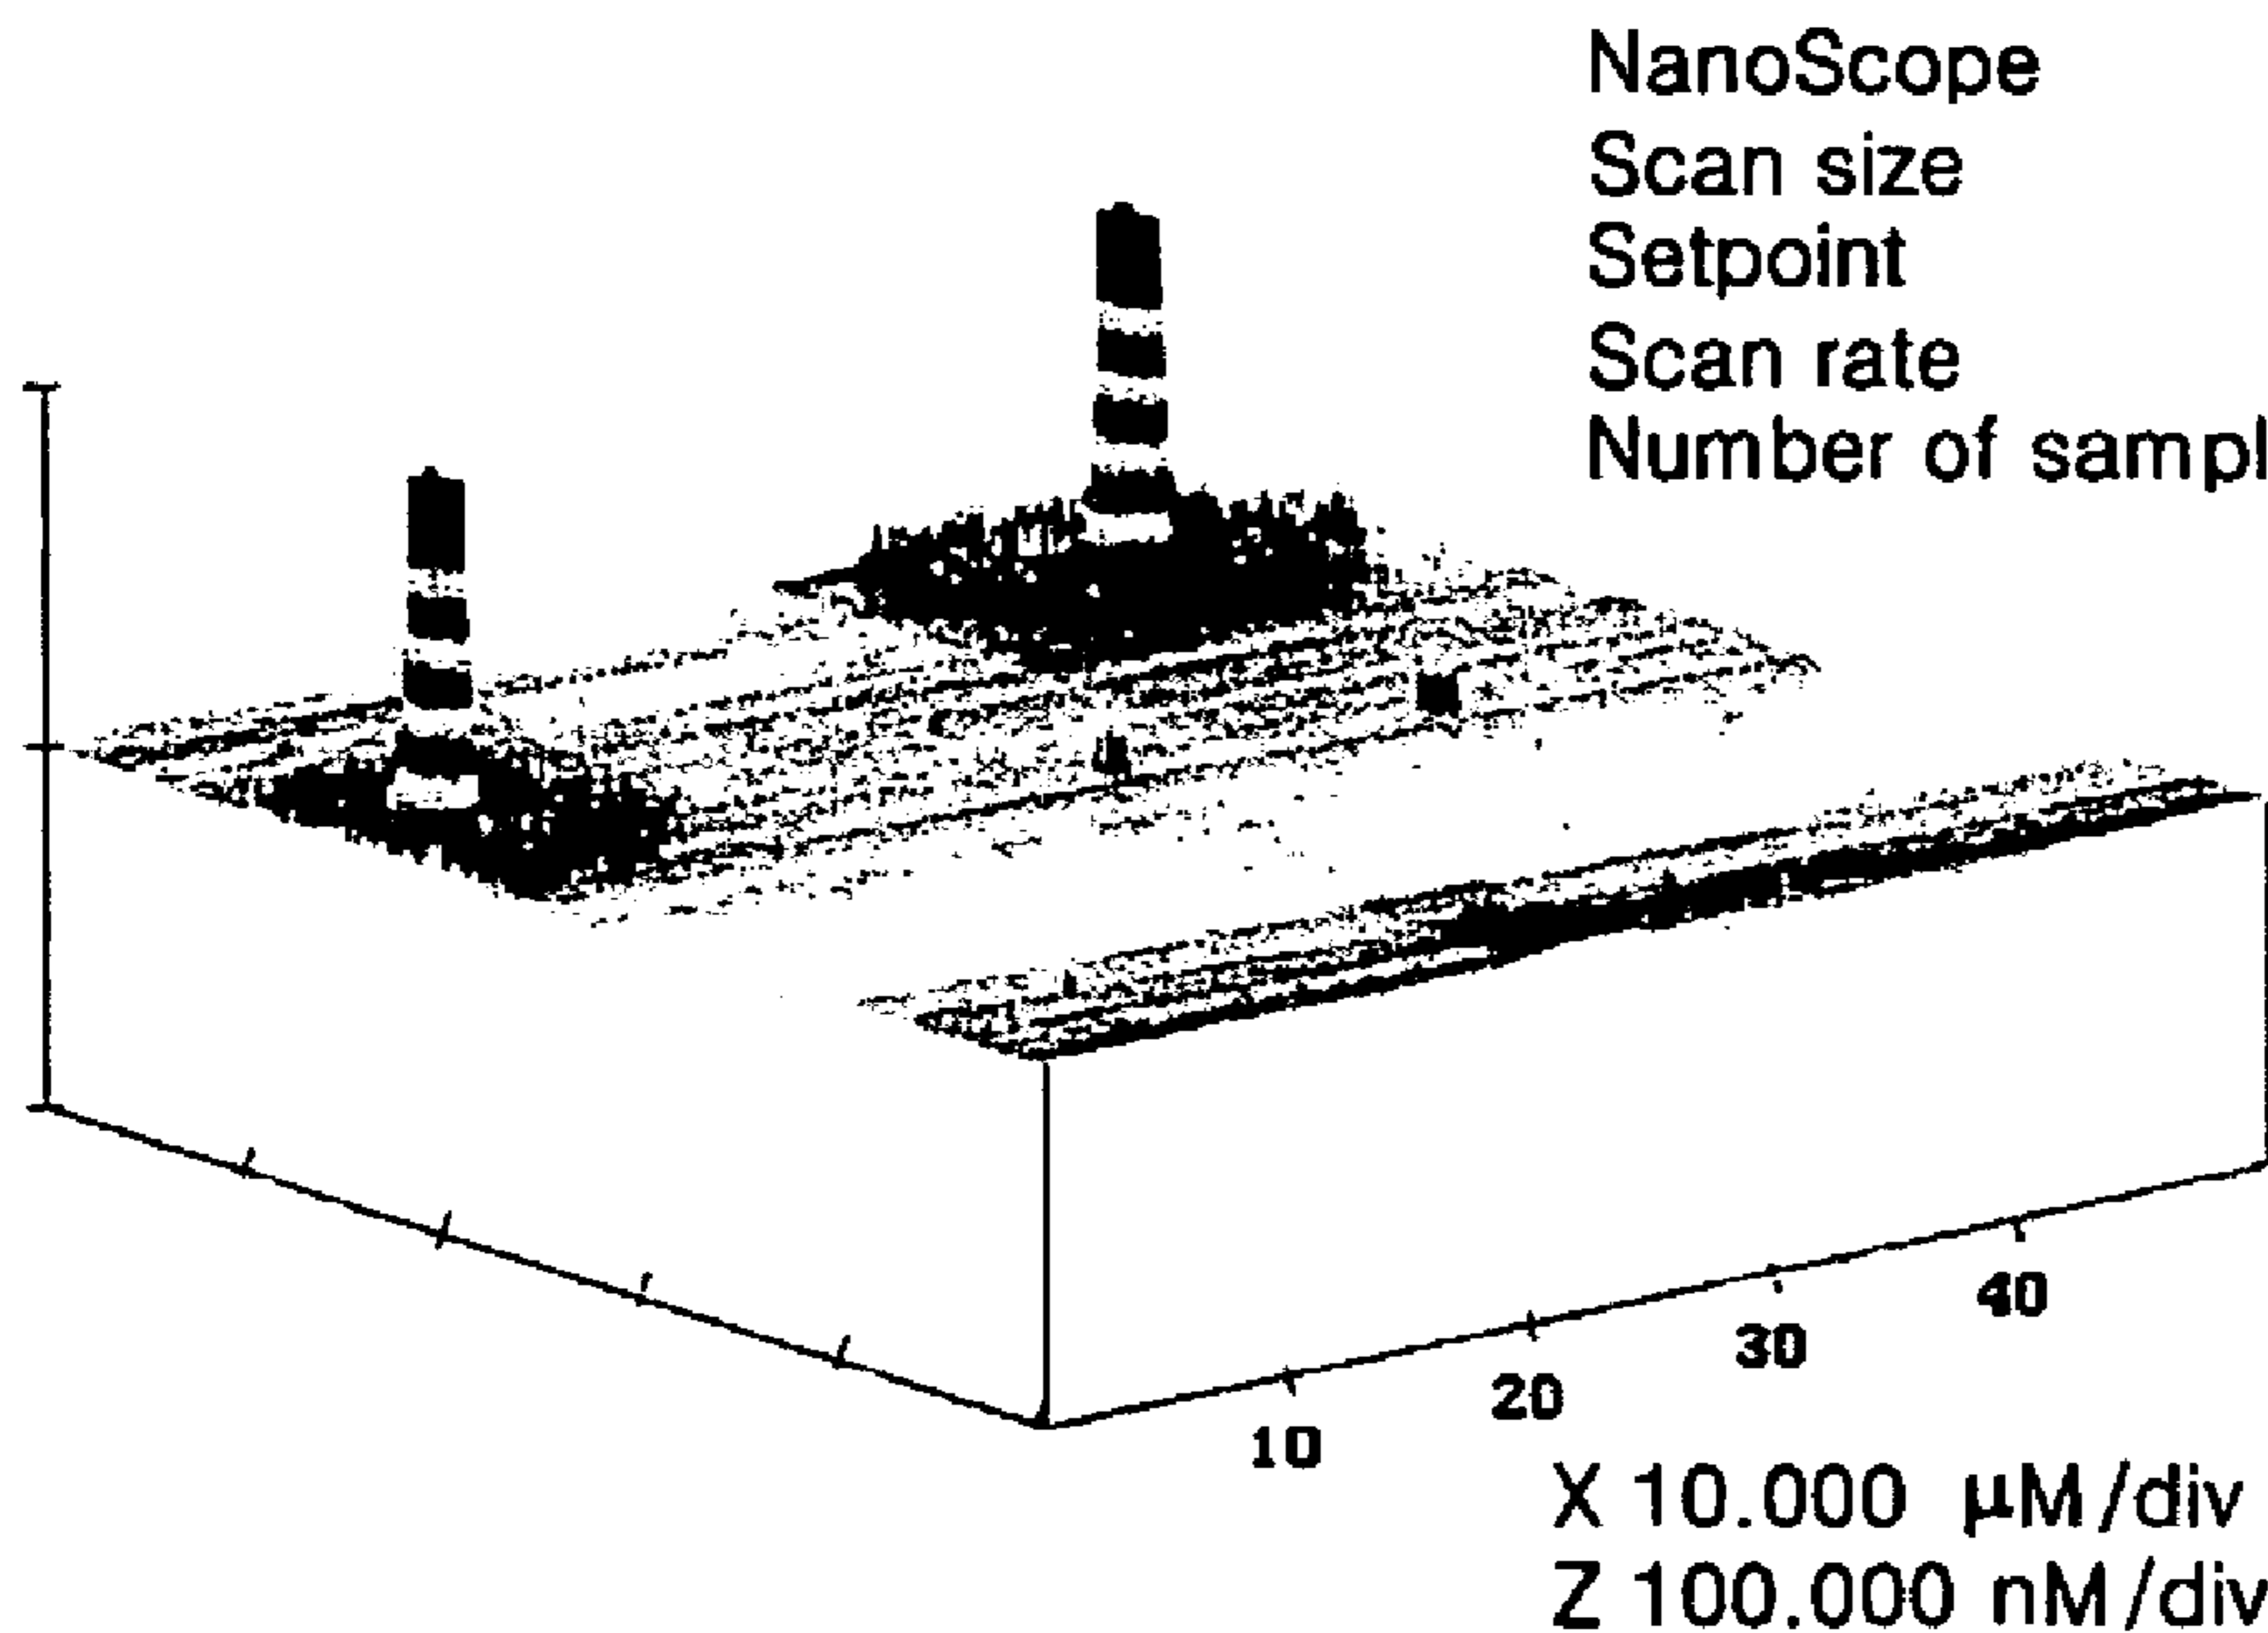 NanoScope
Scan size
Setpoint
Scan rate
Number of sampl
40
30
20
10
X 10.000 µM/div
Z 100.000 nM/div